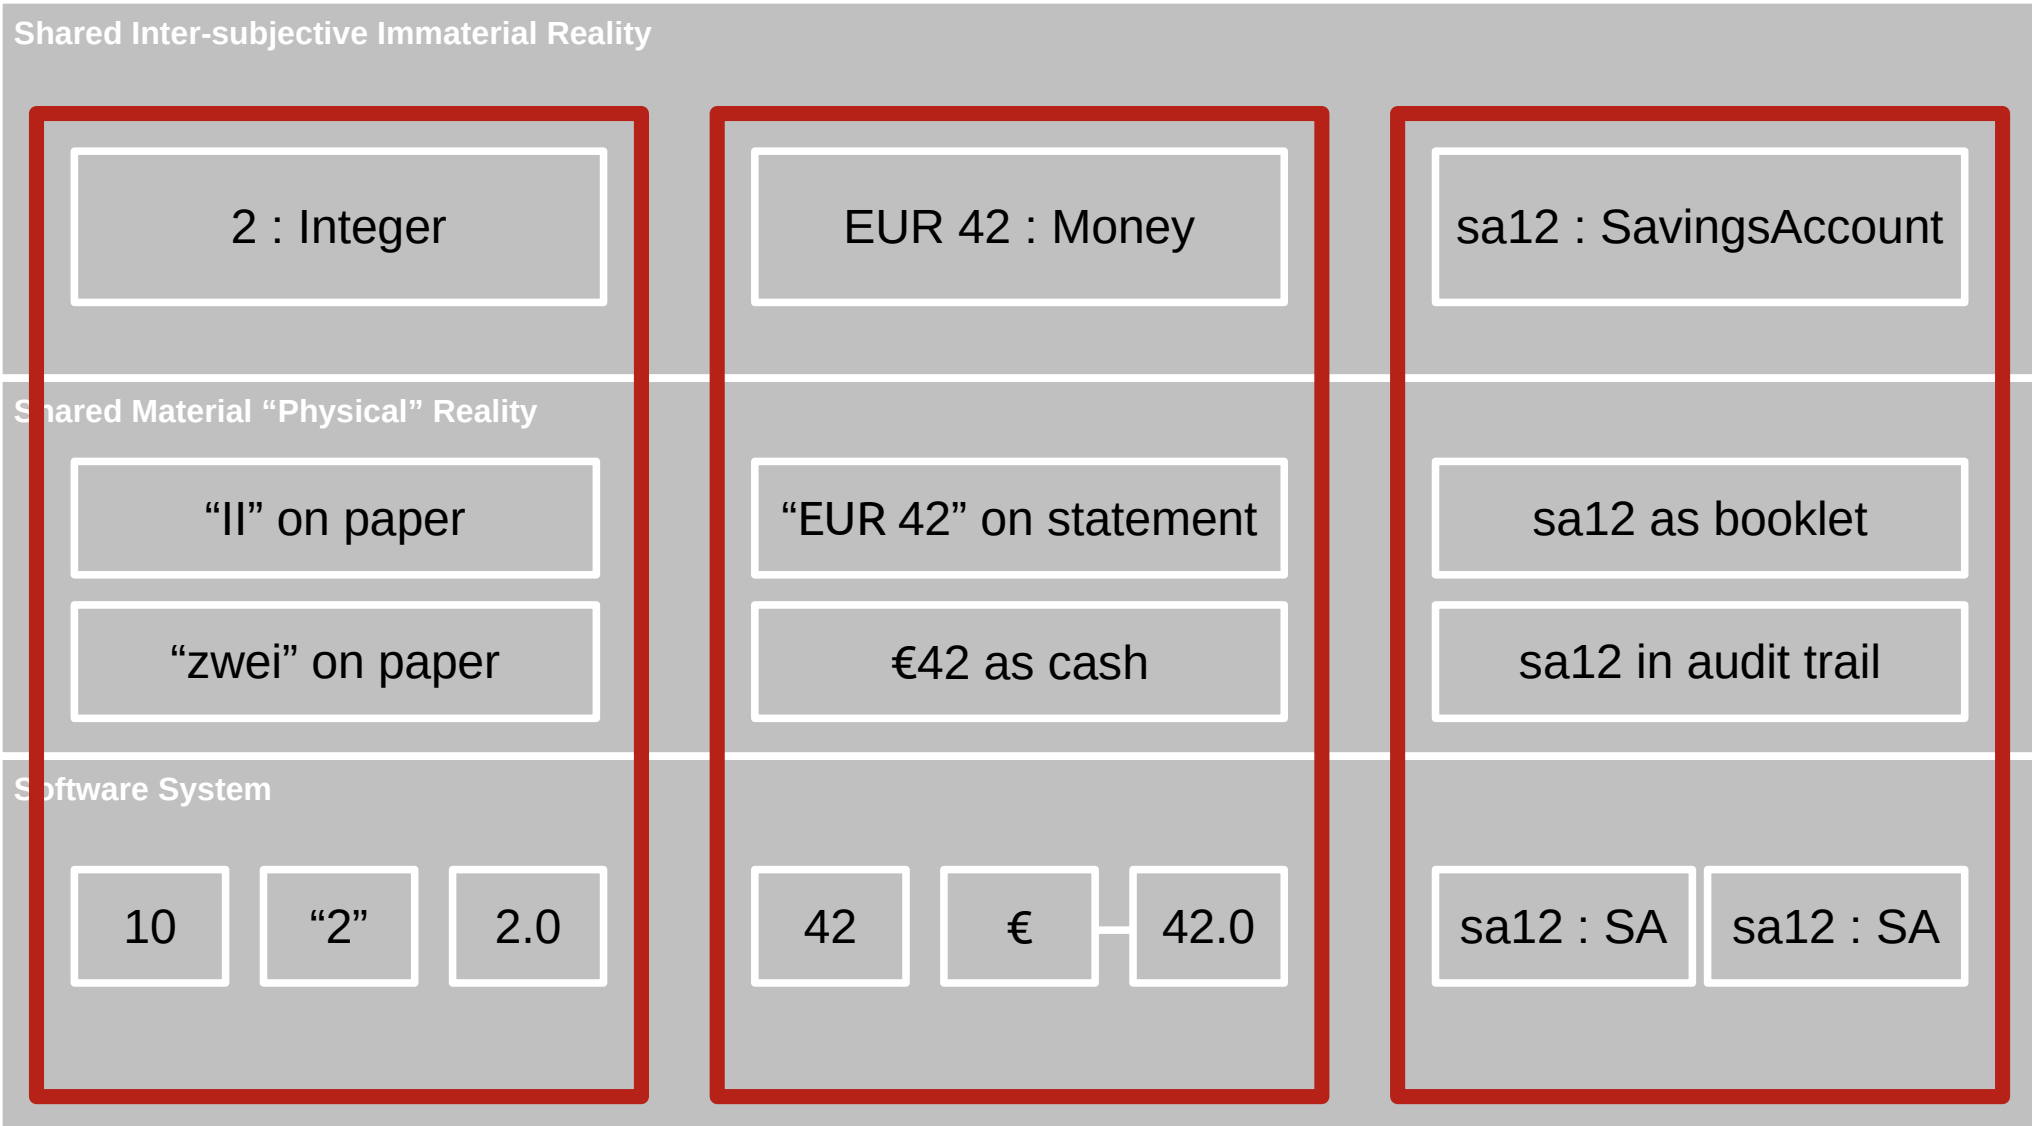 Shared Inter-subjective Immaterial Reality
2 : Integer
EUR 42 : Money
sa12 : SavingsAccount
Shared Material “Physical” Reality
“II” on paper
“EUR 42” on statement
sa12 as booklet
“zwei” on paper
€42 as cash
sa12 in audit trail
Software System
10
“2”
2.0
42
€
42.0
sa12 : SA
sa12 : SA